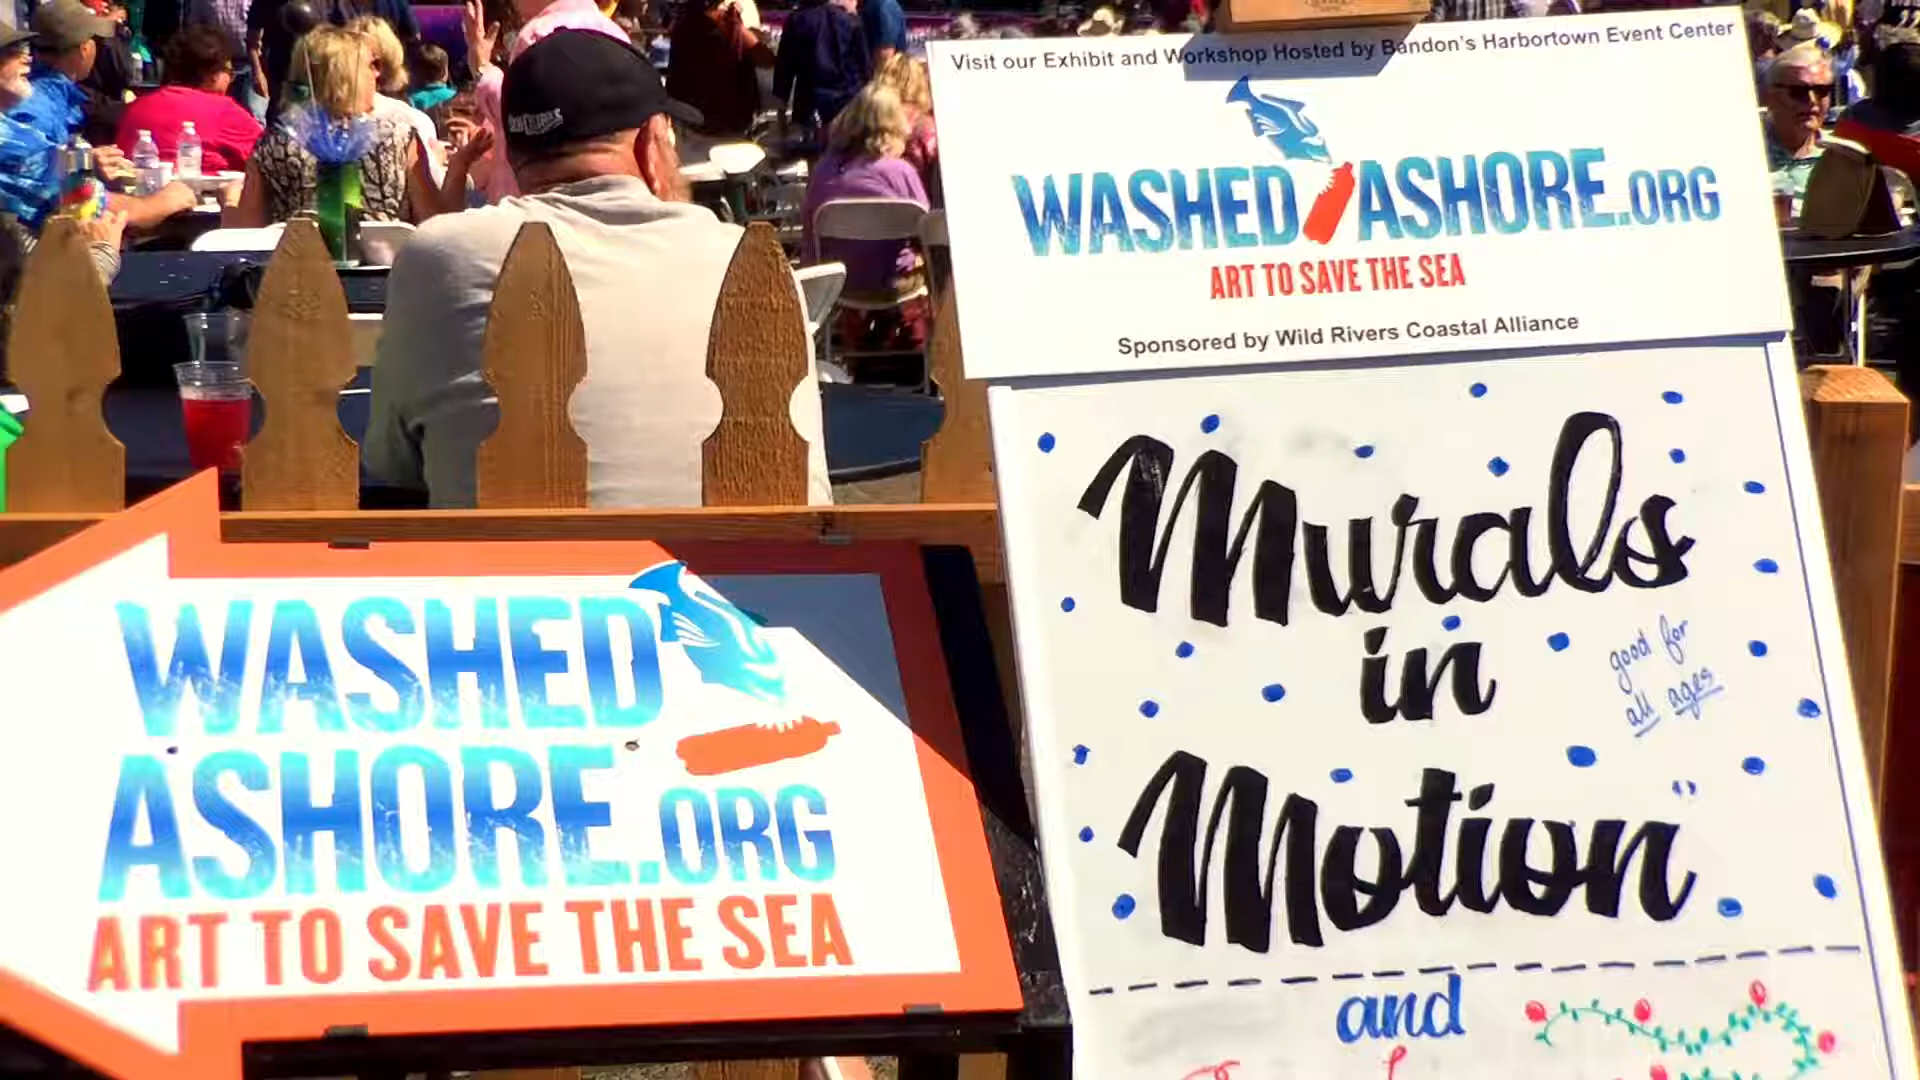 Visit our Exhibit and Workshop Hosted by Bandon's Harbortown Event Center
WASHED ASHORE.ORG
ART TO SAVE THE SEA
Sponsored by Wild Rivers Coastal Alliance
Murals
in
good for
all ages
Motion
and
WASHED
ASHORE.ORG
ART TO SAVE THE SEA